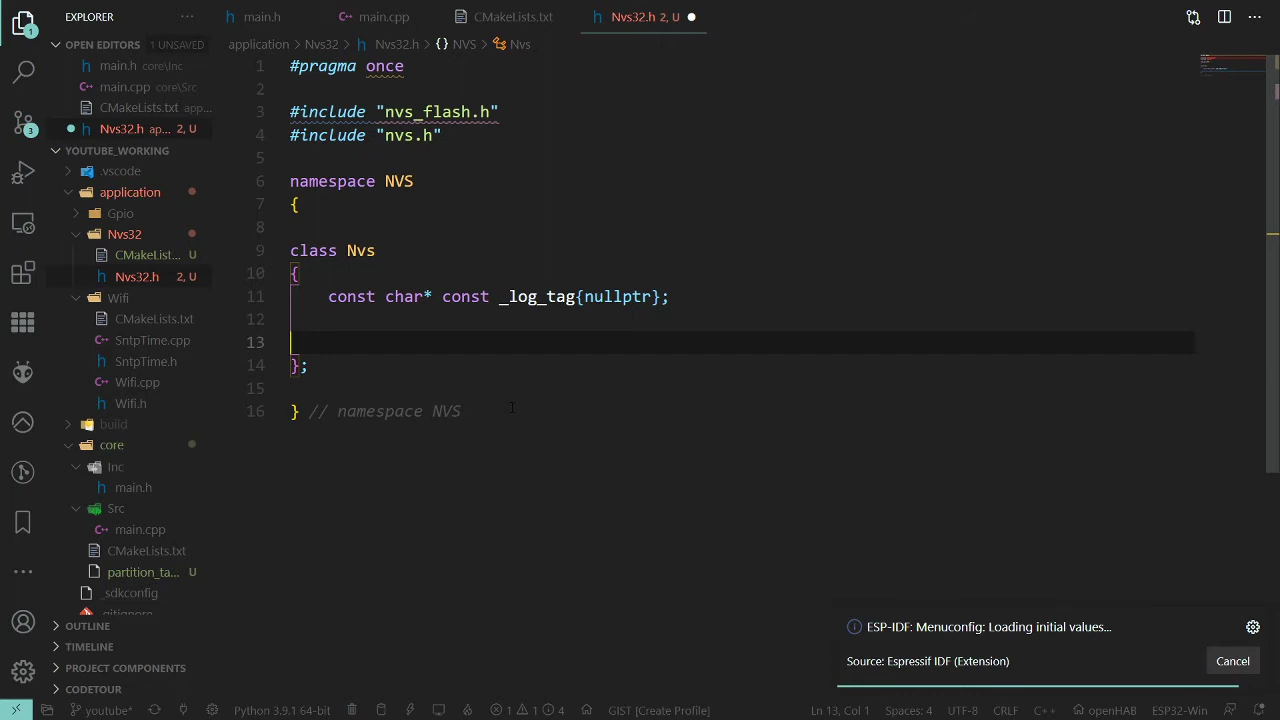 EXPLORER
OPEN EDITORS 1 UNSAVED
main.h core\Inc
main.cpp core\Src
CMakeLists.txt app...
Nvs32.h ap... 2, U
YOUTUBE_WORKING
.vscode
application
Gpio
Nvs32
CMakeList... U
Nvs32.h 2, U
Wifi
CMakeLists.txt
SntpTime.cpp
SntpTime.h
Wifi.cpp
Wifi.h
build
core
Inc
main.h
Src
main.cpp
CMakeLists.txt
partition_ta... U
_sdkconfig
.gitignore
OUTLINE
TIMELINE
PROJECT COMPONENTS
CODETOUR
main.h main.cpp CMakeLists.txt Nvs32.h 2, U
application > Nvs32 > Nvs32.h > {} NVS > Nvs
1 #pragma once
2
3 #include "nvs_flash.h"
4 #include "nvs.h"
5
6 namespace NVS
7 {
8
9 class Nvs
10 {
11 const char* const _log_tag{nullptr};
12
13
14 };
15
16 } // namespace NVS
ESP-IDF: Menuconfig: Loading initial values...
Source: Espressif IDF (Extension)
Cancel
youtube* Python 3.9.1 64-bit 1 1 4 GIST [Create Profile] Ln 13, Col 1 Spaces: 4 UTF-8 CRLF C++ openHAB ESP32-Win